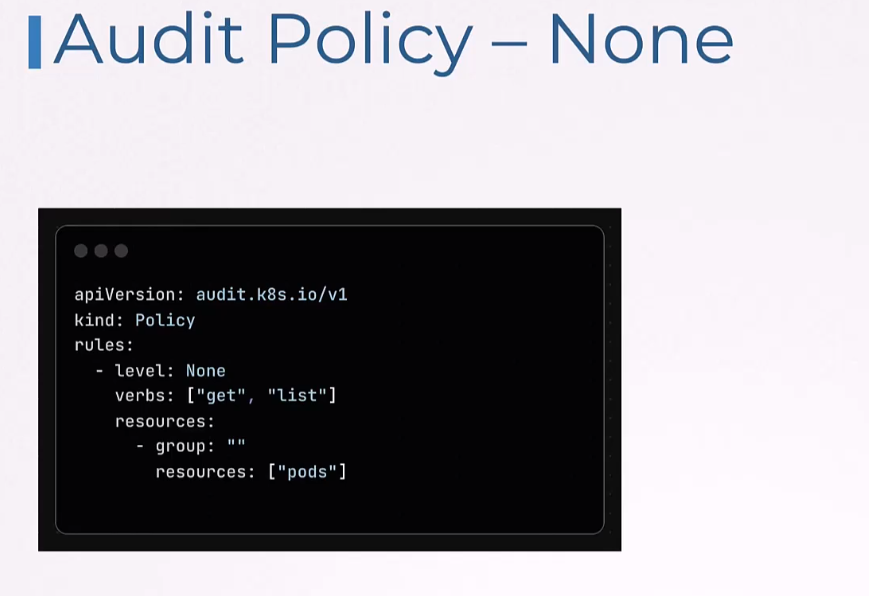 Audit Policy – None
apiVersion: audit.k8s.io/v1
kind: Policy
rules:
  - level: None
    verbs: ["get", "list"]
    resources:
      - group: ""
        resources: ["pods"]